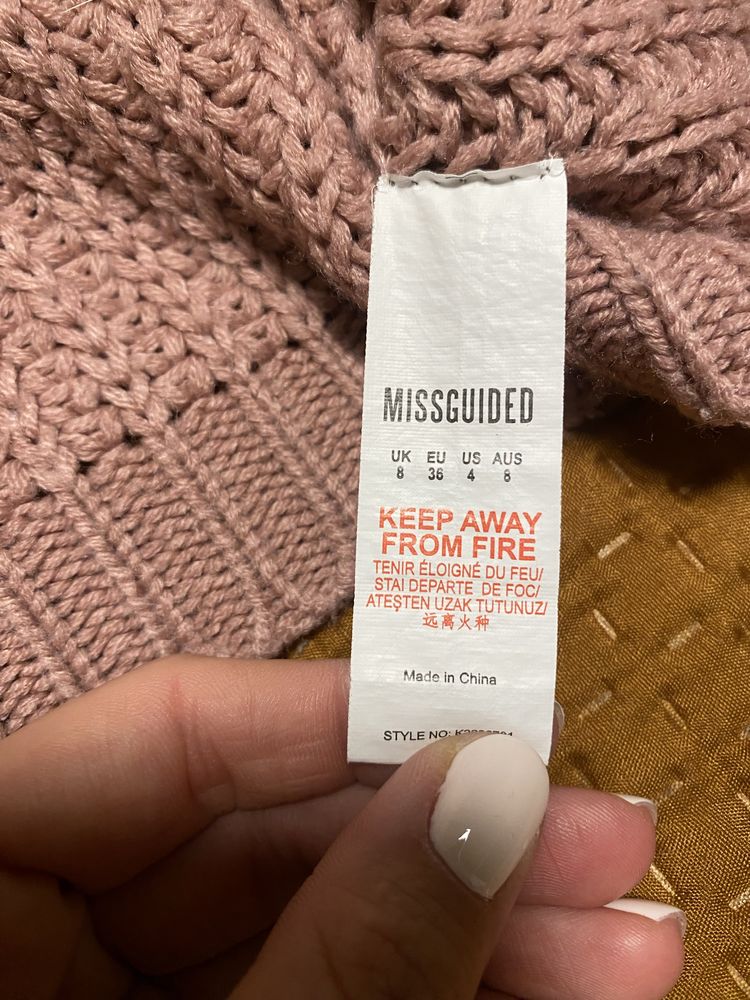 MISSGUIDED
UK EU US AUS
8 36 4 8
KEEP AWAY
FROM FIRE
TENIR ÉLOIGNÉ DU FEU/
STAI DEPARTE DE FOC/
ATEŞTEN UZAK TUTUNUZ/
远离火种
Made in China
STYLE NO: